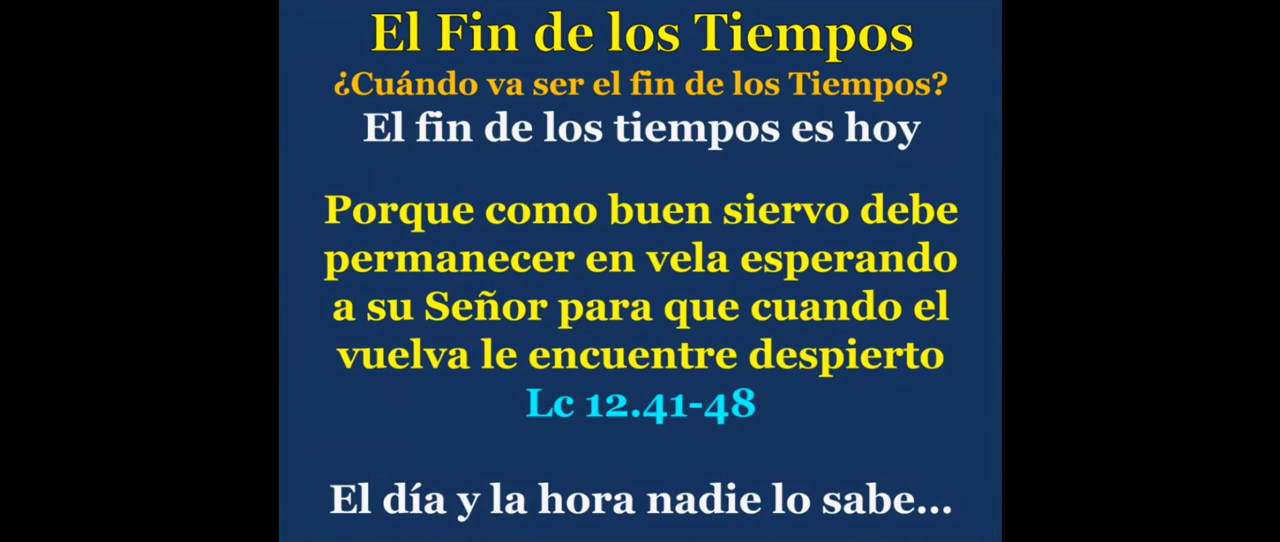 El Fin de los Tiempos
¿Cuándo va ser el fin de los Tiempos?
El fin de los tiempos es hoy
Porque como buen siervo debe
permanecer en vela esperando
a su Señor para que cuando el
vuelva le encuentre despierto
Lc 12.41-48
El día y la hora nadie lo sabe...